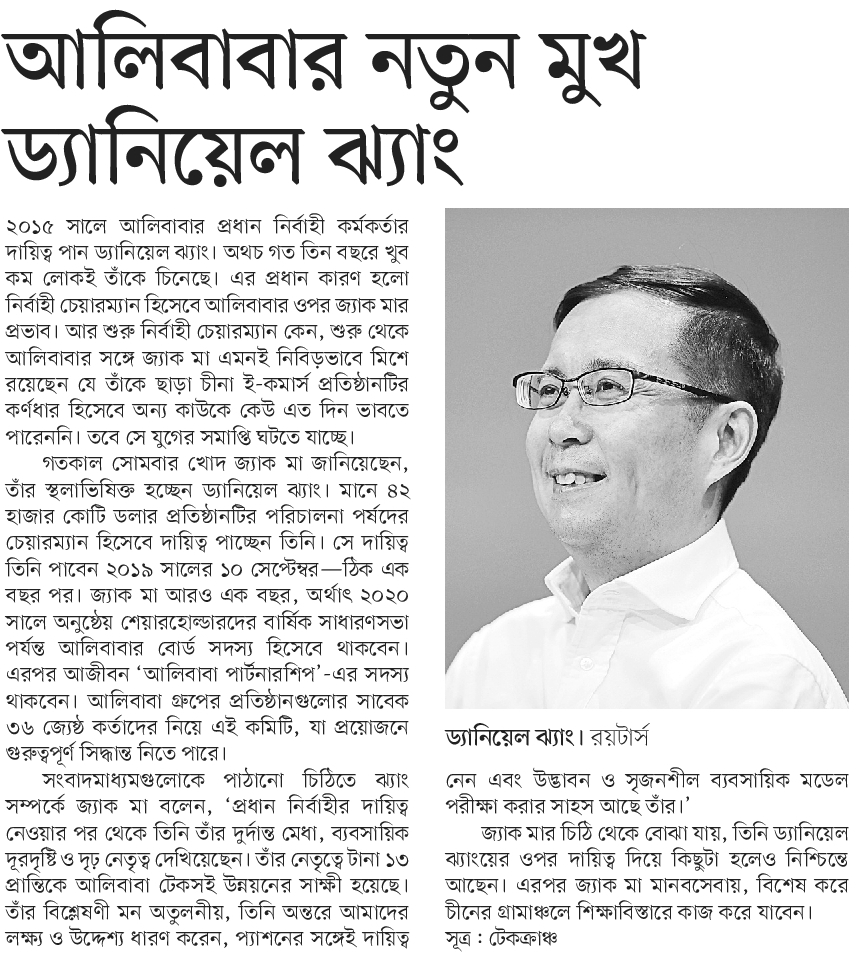 আলিবাবার নতুন মুখ
ড্যানিয়েল ঝ্যাং
২০১৫ সালে আলিবাবার প্রধান নির্বাহী কর্মকর্তার
দায়িত্ব পান ড্যানিয়েল ঝ্যাং। অথচ গত তিন বছরে খুব
কম লোকই তাঁকে চিনেছে। এর প্রধান কারণ হলো
নির্বাহী চেয়ারম্যান হিসেবে আলিবাবার ওপর জ্যাক মার
প্রভাব। আর শুরু নির্বাহী চেয়ারম্যান কেন, শুরু থেকে
আলিবাবার সঙ্গে জ্যাক মা এমনই নিবিড়ভাবে মিশে
রয়েছেন যে তাঁকে ছাড়া চীনা ই-কমার্স প্রতিষ্ঠানটির
কর্ণধার হিসেবে অন্য কাউকে কেউ এত দিন ভাবতে
পারেননি। তবে সে যুগের সমাপ্তি ঘটতে যাচ্ছে।
গতকাল সোমবার খোদ জ্যাক মা জানিয়েছেন,
তাঁর স্থলাভিষিক্ত হচ্ছেন ড্যানিয়েল ঝ্যাং। মানে ৪২
হাজার কোটি ডলার প্রতিষ্ঠানটির পরিচালনা পর্ষদের
চেয়ারম্যান হিসেবে দায়িত্ব পাচ্ছেন তিনি। সে দায়িত্ব
তিনি পাবেন ২০১৯ সালের ১০ সেপ্টেম্বর—ঠিক এক
বছর পর। জ্যাক মা আরও এক বছর, অর্থাৎ ২০২০
সালে অনুষ্ঠেয় শেয়ারহোল্ডারদের বার্ষিক সাধারণসভা
পর্যন্ত আলিবাবার বোর্ড সদস্য হিসেবে থাকবেন।
এরপর আজীবন ‘আলিবাবা পার্টনারশিপ’-এর সদস্য
থাকবেন। আলিবাবা গ্রুপের প্রতিষ্ঠানগুলোর সাবেক
৩৬ জ্যেষ্ঠ কর্তাদের নিয়ে এই কমিটি, যা প্রয়োজনে
গুরুত্বপূর্ণ সিদ্ধান্ত নিতে পারে।
সংবাদমাধ্যমগুলোকে পাঠানো চিঠিতে ঝ্যাং
সম্পর্কে জ্যাক মা বলেন, ‘প্রধান নির্বাহীর দায়িত্ব
নেওয়ার পর থেকে তিনি তাঁর দুর্দান্ত মেধা, ব্যবসায়িক
দূরদৃষ্টি ও দৃঢ় নেতৃত্ব দেখিয়েছেন। তাঁর নেতৃত্বে টানা ১৩
প্রান্তিকে আলিবাবা টেকসই উন্নয়নের সাক্ষী হয়েছে।
তাঁর বিশ্লেষণী মন অতুলনীয়, তিনি অন্তরে আমাদের
লক্ষ্য ও উদ্দেশ্য ধারণ করেন, প্যাশনের সঙ্গেই দায়িত্ব
ড্যানিয়েল ঝ্যাং। রয়টার্স
নেন এবং উদ্ভাবন ও সৃজনশীল ব্যবসায়িক মডেল
পরীক্ষা করার সাহস আছে তাঁর।’
জ্যাক মার চিঠি থেকে বোঝা যায়, তিনি ড্যানিয়েল
ঝ্যাংয়ের ওপর দায়িত্ব দিয়ে কিছুটা হলেও নিশ্চিন্তে
আছেন। এরপর জ্যাক মা মানবসেবায়, বিশেষ করে
চীনের গ্রামাঞ্চলে শিক্ষাবিস্তারে কাজ করে যাবেন।
সূত্র : টেকক্রাঞ্চ